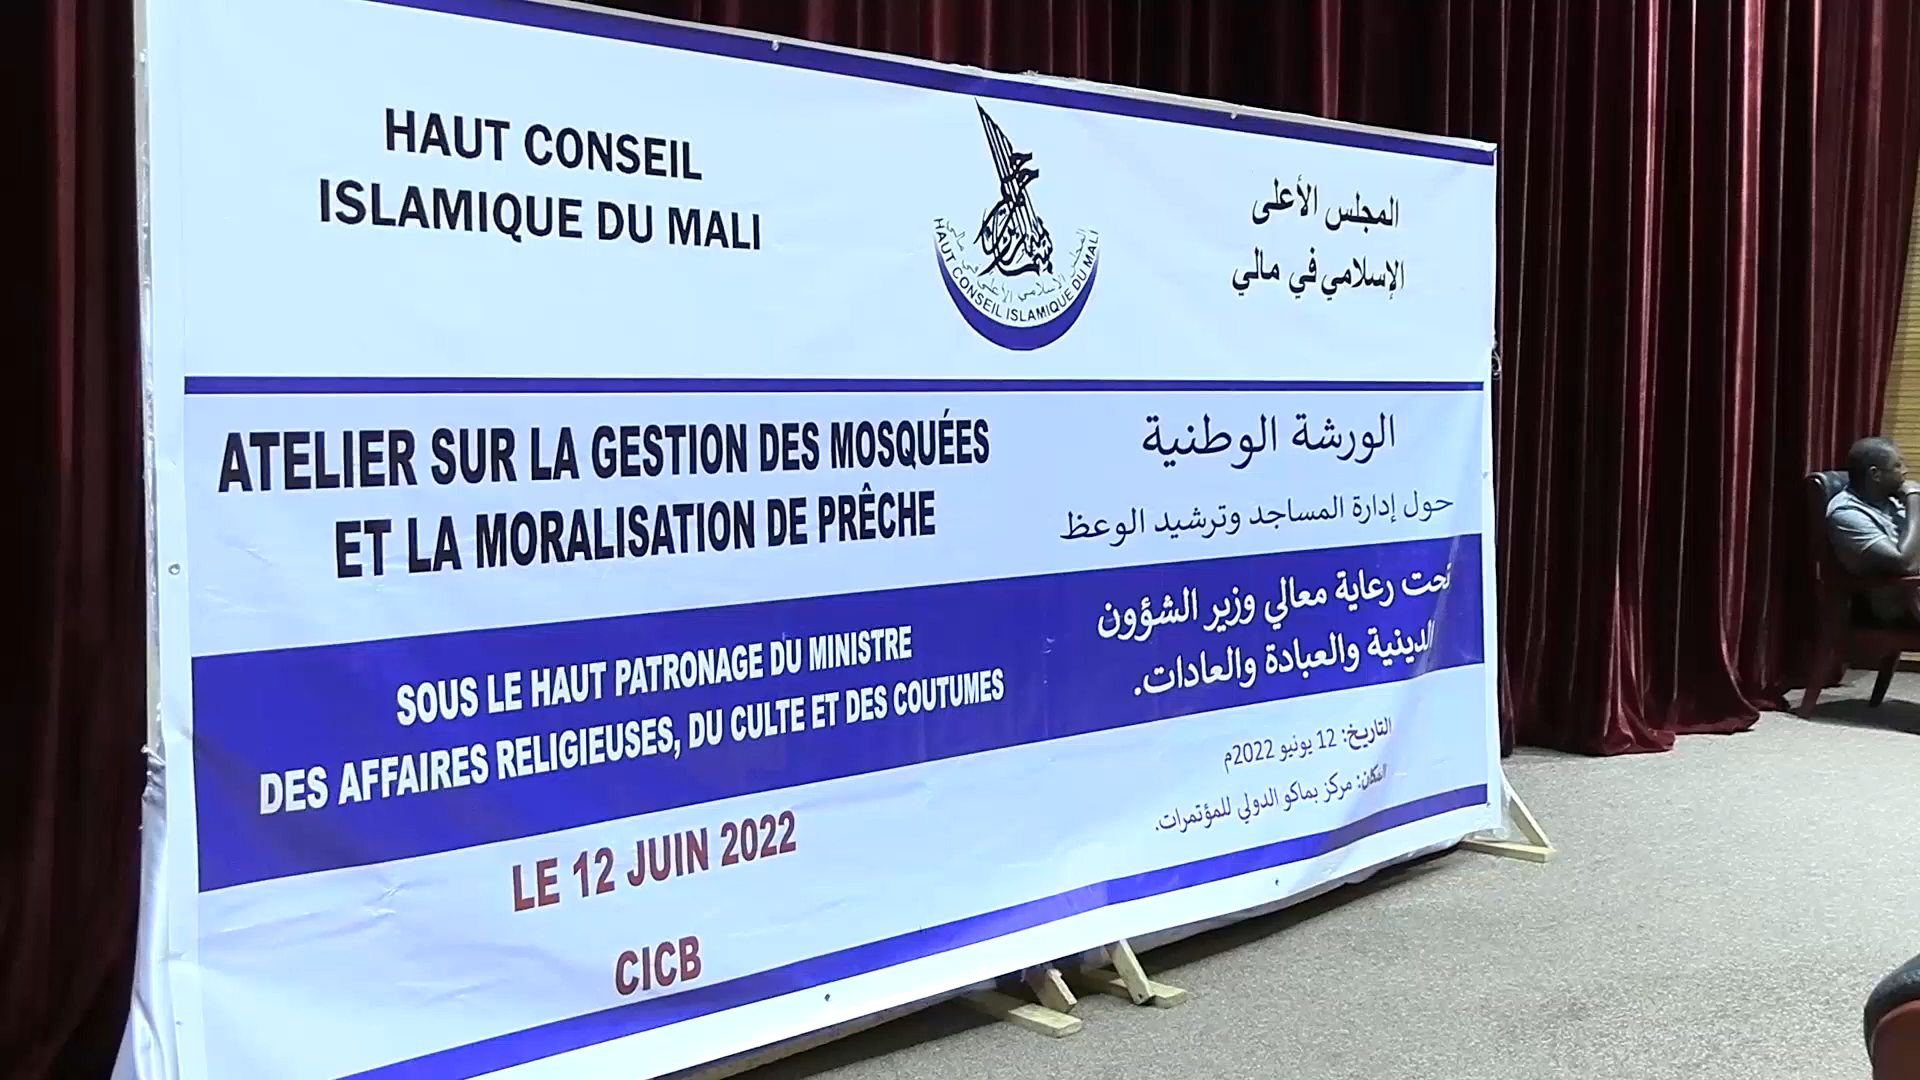 HAUT CONSEIL
ISLAMIQUE DU MALI
HAUT CONSEIL ISLAMIQUE DU MALI
المجلس الأعلى
الإسلامي في مالي
ATELIER SUR LA GESTION DES MOSQUÉES
ET LA MORALISATION DE PRÊCHE
الورشة الوطنية
حول إدارة المساجد وترشيد الوعظ
SOUS LE HAUT PATRONAGE DU MINISTRE
DES AFFAIRES RELIGIEUSES, DU CULTE ET DES COUTUMES
تحت رعاية معالي وزير الشؤون
الدينية والعبادة والعادات.
LE 12 JUIN 2022
CICB
التاريخ: 12 يونيو 2022م
المكان: مركز بماكو الدولي للمؤتمرات.